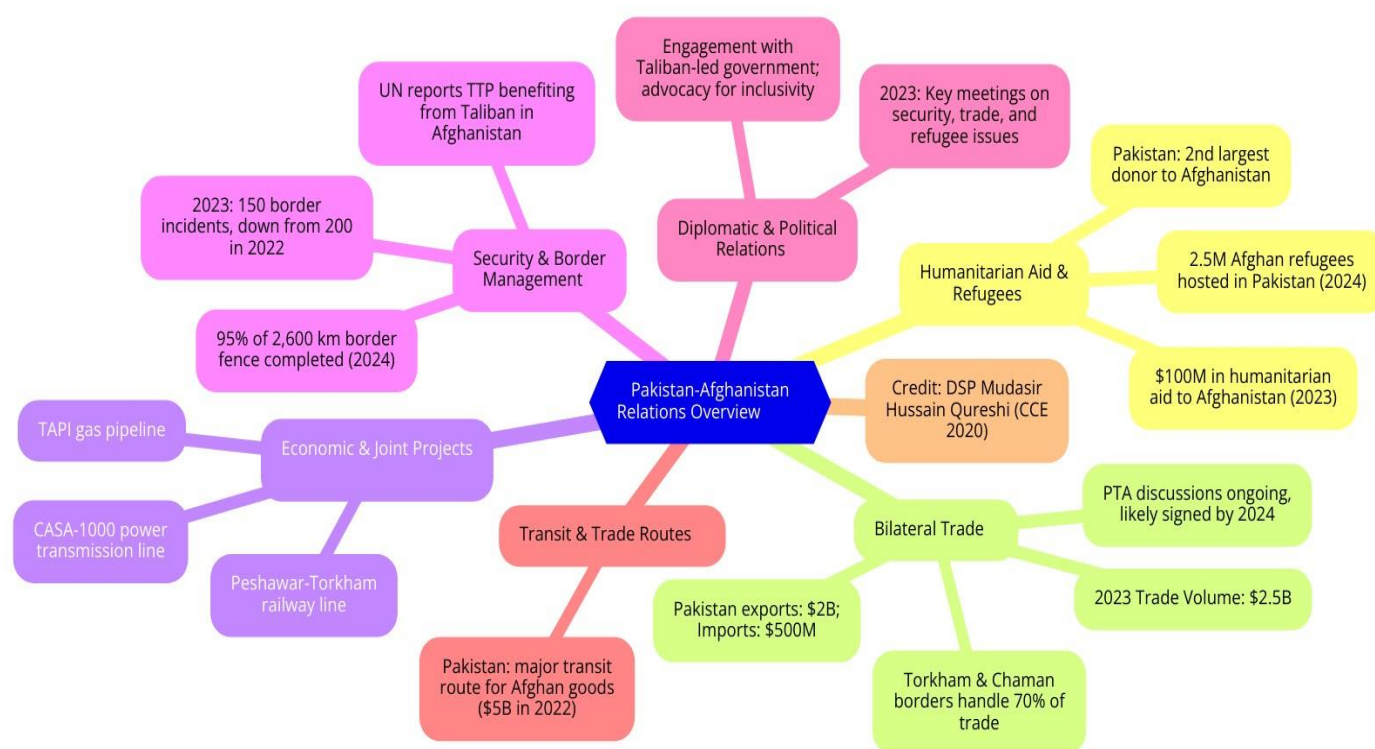 Pakistan-Afghanistan
Relations Overview
Diplomatic & Political
Relations
Engagement with
Taliban-led government;
advocacy for inclusivity
2023: Key meetings on
security, trade, and
refugee issues
Security & Border
Management
UN reports TTP benefiting
from Taliban in
Afghanistan
2023: 150 border
incidents, down from 200
in 2022
95% of 2,600 km border
fence completed (2024)
Humanitarian Aid &
Refugees
Pakistan: 2nd largest
donor to Afghanistan
2.5M Afghan refugees
hosted in Pakistan (2024)
$100M in humanitarian
aid to Afghanistan (2023)
Credit: DSP Mudasir
Hussain Qureshi (CCE
2020)
Economic & Joint Projects
TAPI gas pipeline
CASA-1000 power
transmission line
Peshawar-Torkham
railway line
Transit & Trade Routes
Pakistan: major transit
route for Afghan goods
($5B in 2022)
Bilateral Trade
PTA discussions ongoing,
likely signed by 2024
2023 Trade Volume: $2.5B
Pakistan exports: $2B;
Imports: $500M
Torkham & Chaman
borders handle 70% of
trade